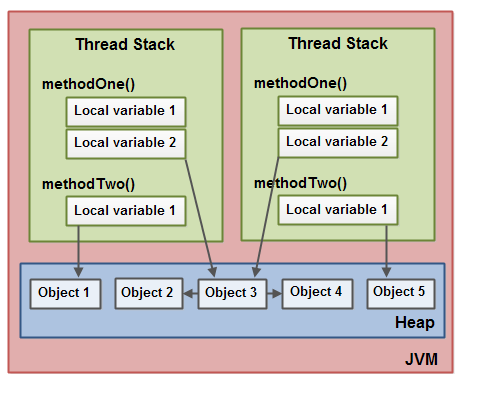 Thread Stack
methodOne()
Local variable 1
Local variable 2
methodTwo()
Local variable 1
Thread Stack
methodOne()
Local variable 1
Local variable 2
methodTwo()
Local variable 1
Object 1
Object 2
Object 3
Object 4
Object 5
Heap
JVM